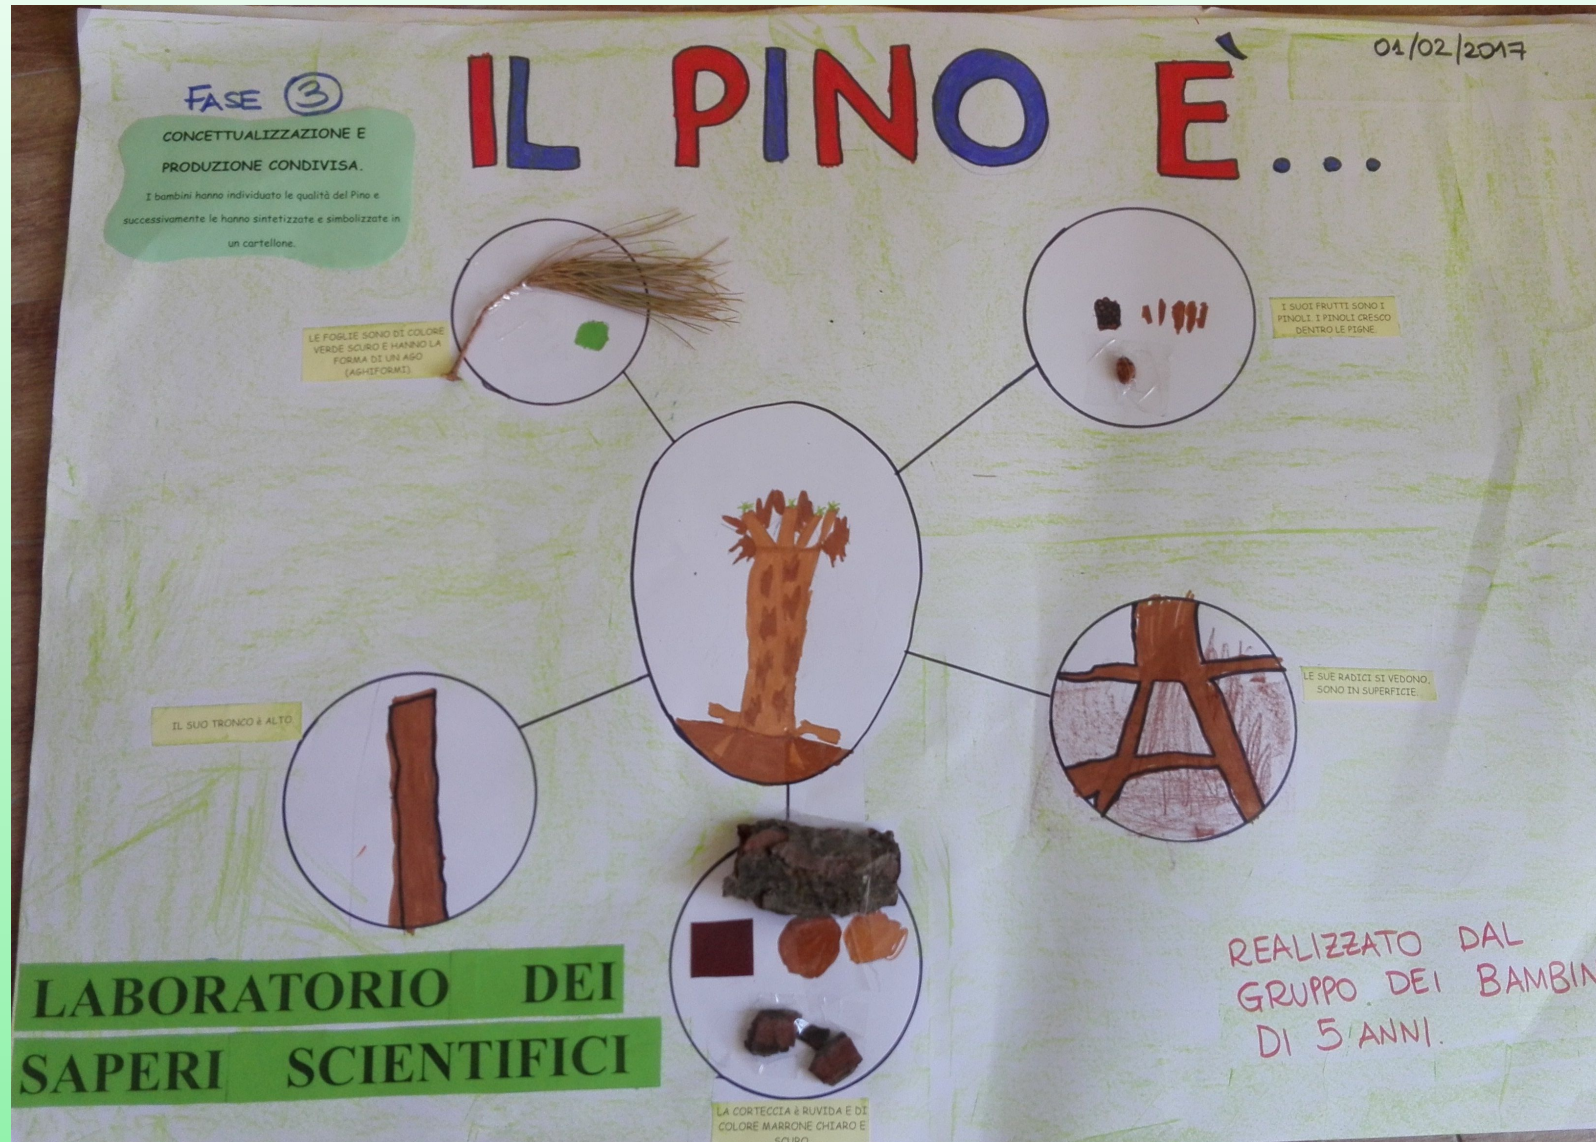 01/02/2017
IL PINO È...
FASE 3
CONCETTUALIZZAZIONE E
PRODUZIONE CONDIVISA.
I bambini hanno individuato le qualità del Pino e
successivamente le hanno sintetizzate e simbolizzate in
un cartellone.
LE FOGLIE SONO DI COLORE
VERDE SCURO E HANNO LA
FORMA DI UN AGO
(AGHIFORMI)
I SUOI FRUTTI SONO I
PINOLI. I PINOLI CRESCO
DENTRO LE PIGNE.
IL SUO TRONCO è ALTO
LE SUE RADICI SI VEDONO,
SONO IN SUPERFICIE.
LABORATORIO DEI
SAPERI SCIENTIFICI
REALIZZATO DAL
GRUPPO DEI BAMBIN
DI 5 ANNI.
LA CORTECCIA è RUVIDA E DI
COLORE MARRONE CHIARO E
SCURO